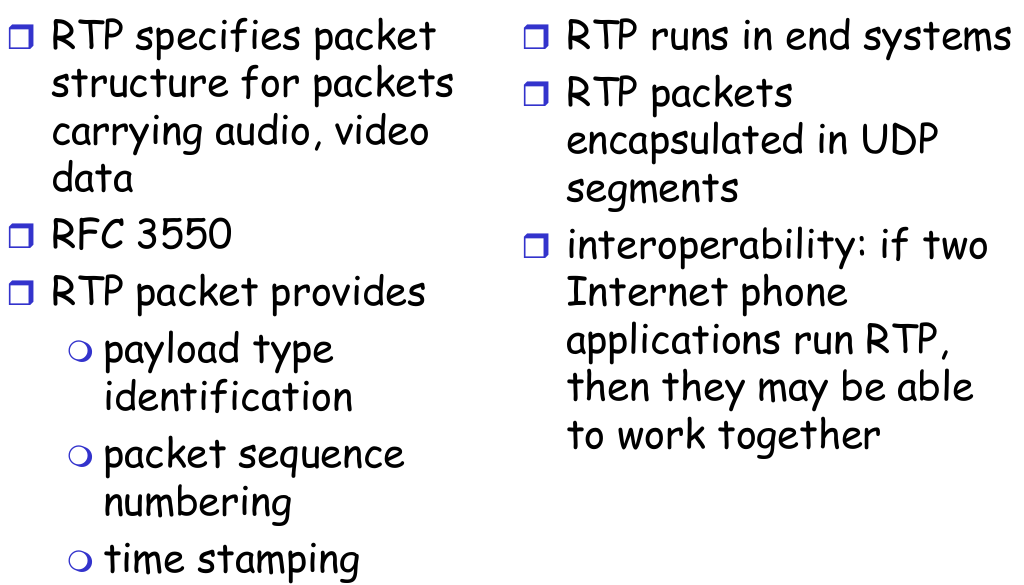 RTP specifies packet
structure for packets
carrying audio, video
data
RFC 3550
RTP packet provides
payload type
identification
packet sequence
numbering
time stamping
RTP runs in end systems
RTP packets
encapsulated in UDP
segments
interoperability: if two
Internet phone
applications run RTP,
then they may be able
to work together